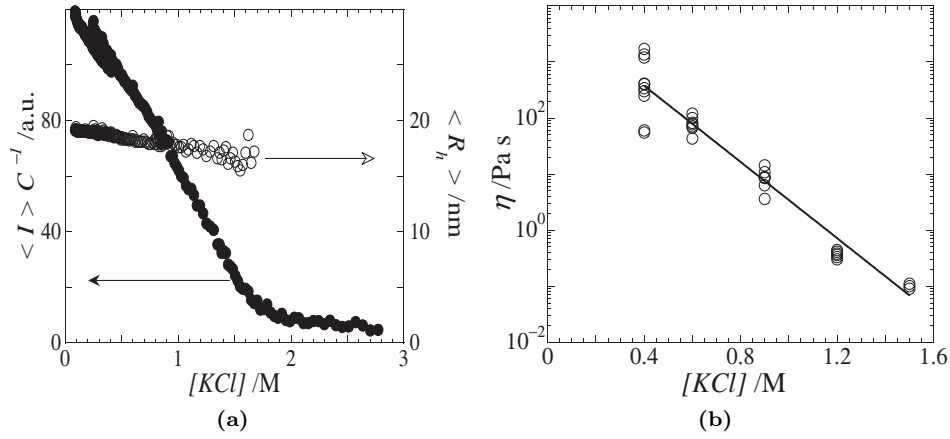 80
40
0
< I > C⁻¹ /a.u.
20
10
0
< R_h > /nm
0 1 2 3
[KCl] /M
(a)
10²
10⁰
10⁻²
η /Pa s
0 0.4 0.8 1.2 1.6
[KCl] /M
(b)